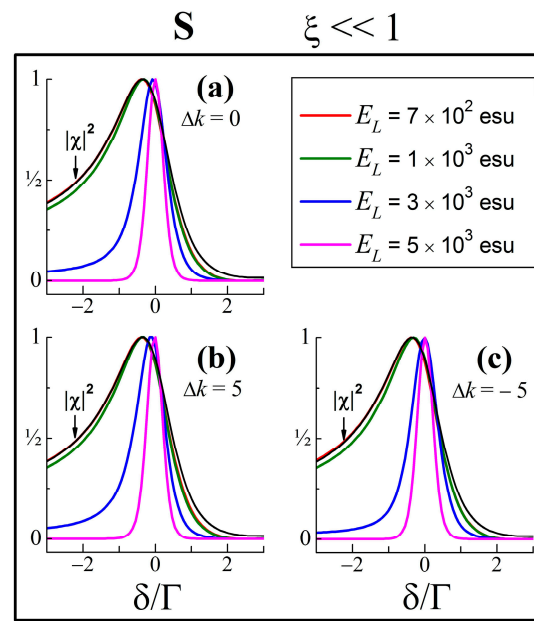 S ξ << 1
(a)
Δk = 0
|χ|²
1
½
0
−2 0 2
E_L = 7 × 10² esu
E_L = 1 × 10³ esu
E_L = 3 × 10³ esu
E_L = 5 × 10³ esu
(b)
Δk = 5
|χ|²
1
½
0
−2 0 2
δ/Γ
(c)
Δk = − 5
|χ|²
1
½
0
−2 0 2
δ/Γ